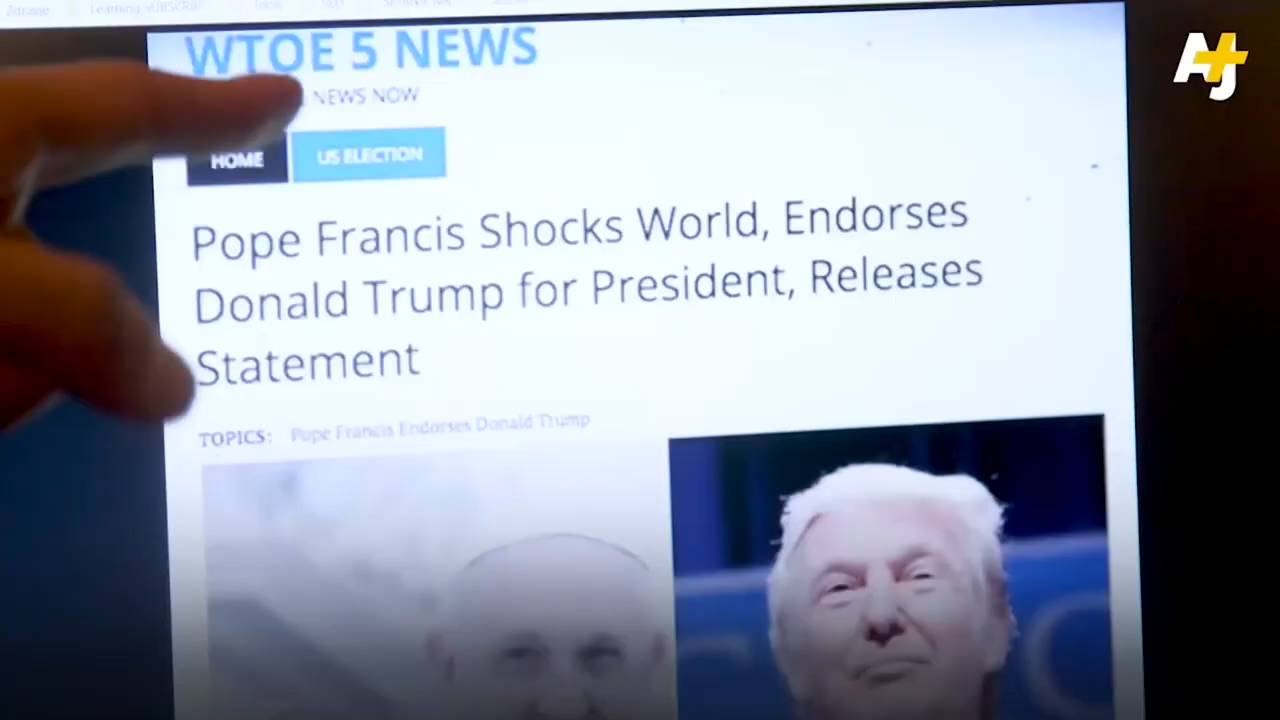 WTOE 5 NEWS
NEWS NOW
HOME
US ELECTION
Pope Francis Shocks World, Endorses
Donald Trump for President, Releases
Statement
TOPICS: Pope Francis Endorses Donald Trump